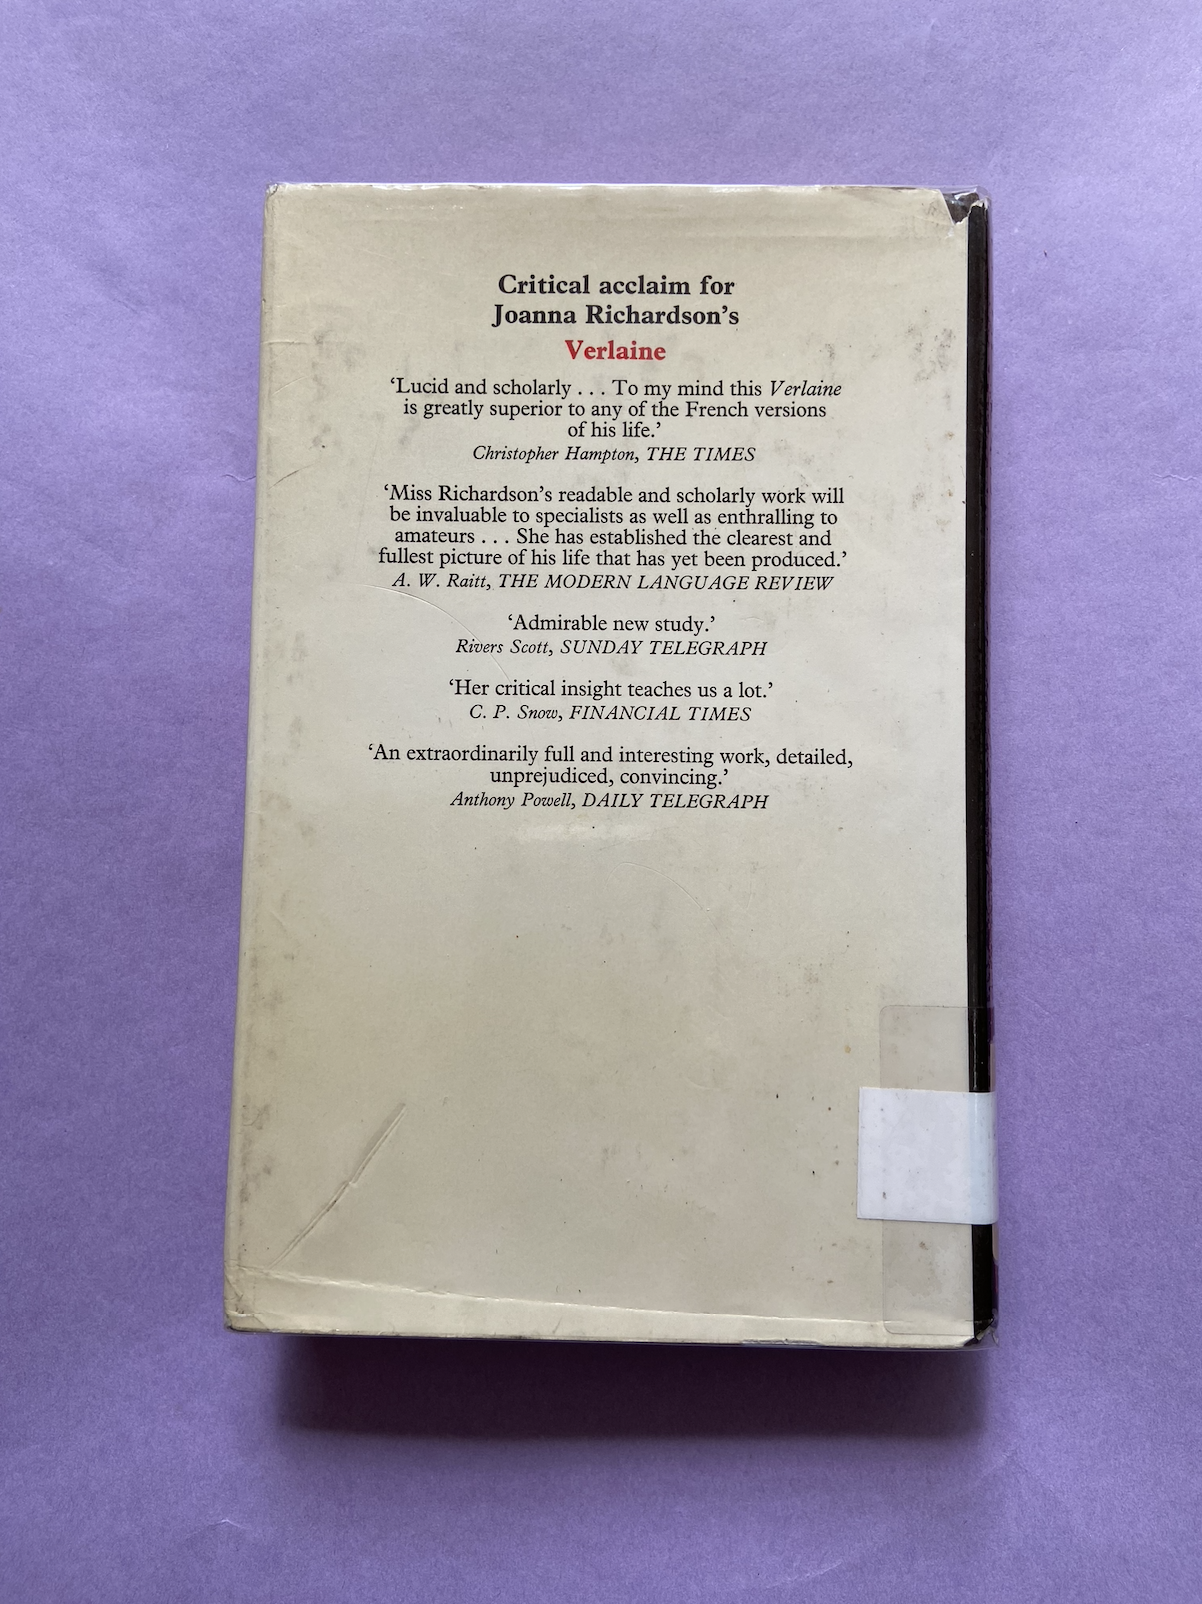 Critical acclaim for
Joanna Richardson’s
Verlaine
‘Lucid and scholarly . . . To my mind this Verlaine
is greatly superior to any of the French versions
of his life.’
Christopher Hampton, THE TIMES
‘Miss Richardson’s readable and scholarly work will
be invaluable to specialists as well as enthralling to
amateurs . . . She has established the clearest and
fullest picture of his life that has yet been produced.’
A. W. Raitt, THE MODERN LANGUAGE REVIEW
‘Admirable new study.’
Rivers Scott, SUNDAY TELEGRAPH
‘Her critical insight teaches us a lot.’
C. P. Snow, FINANCIAL TIMES
‘An extraordinarily full and interesting work, detailed,
unprejudiced, convincing.’
Anthony Powell, DAILY TELEGRAPH